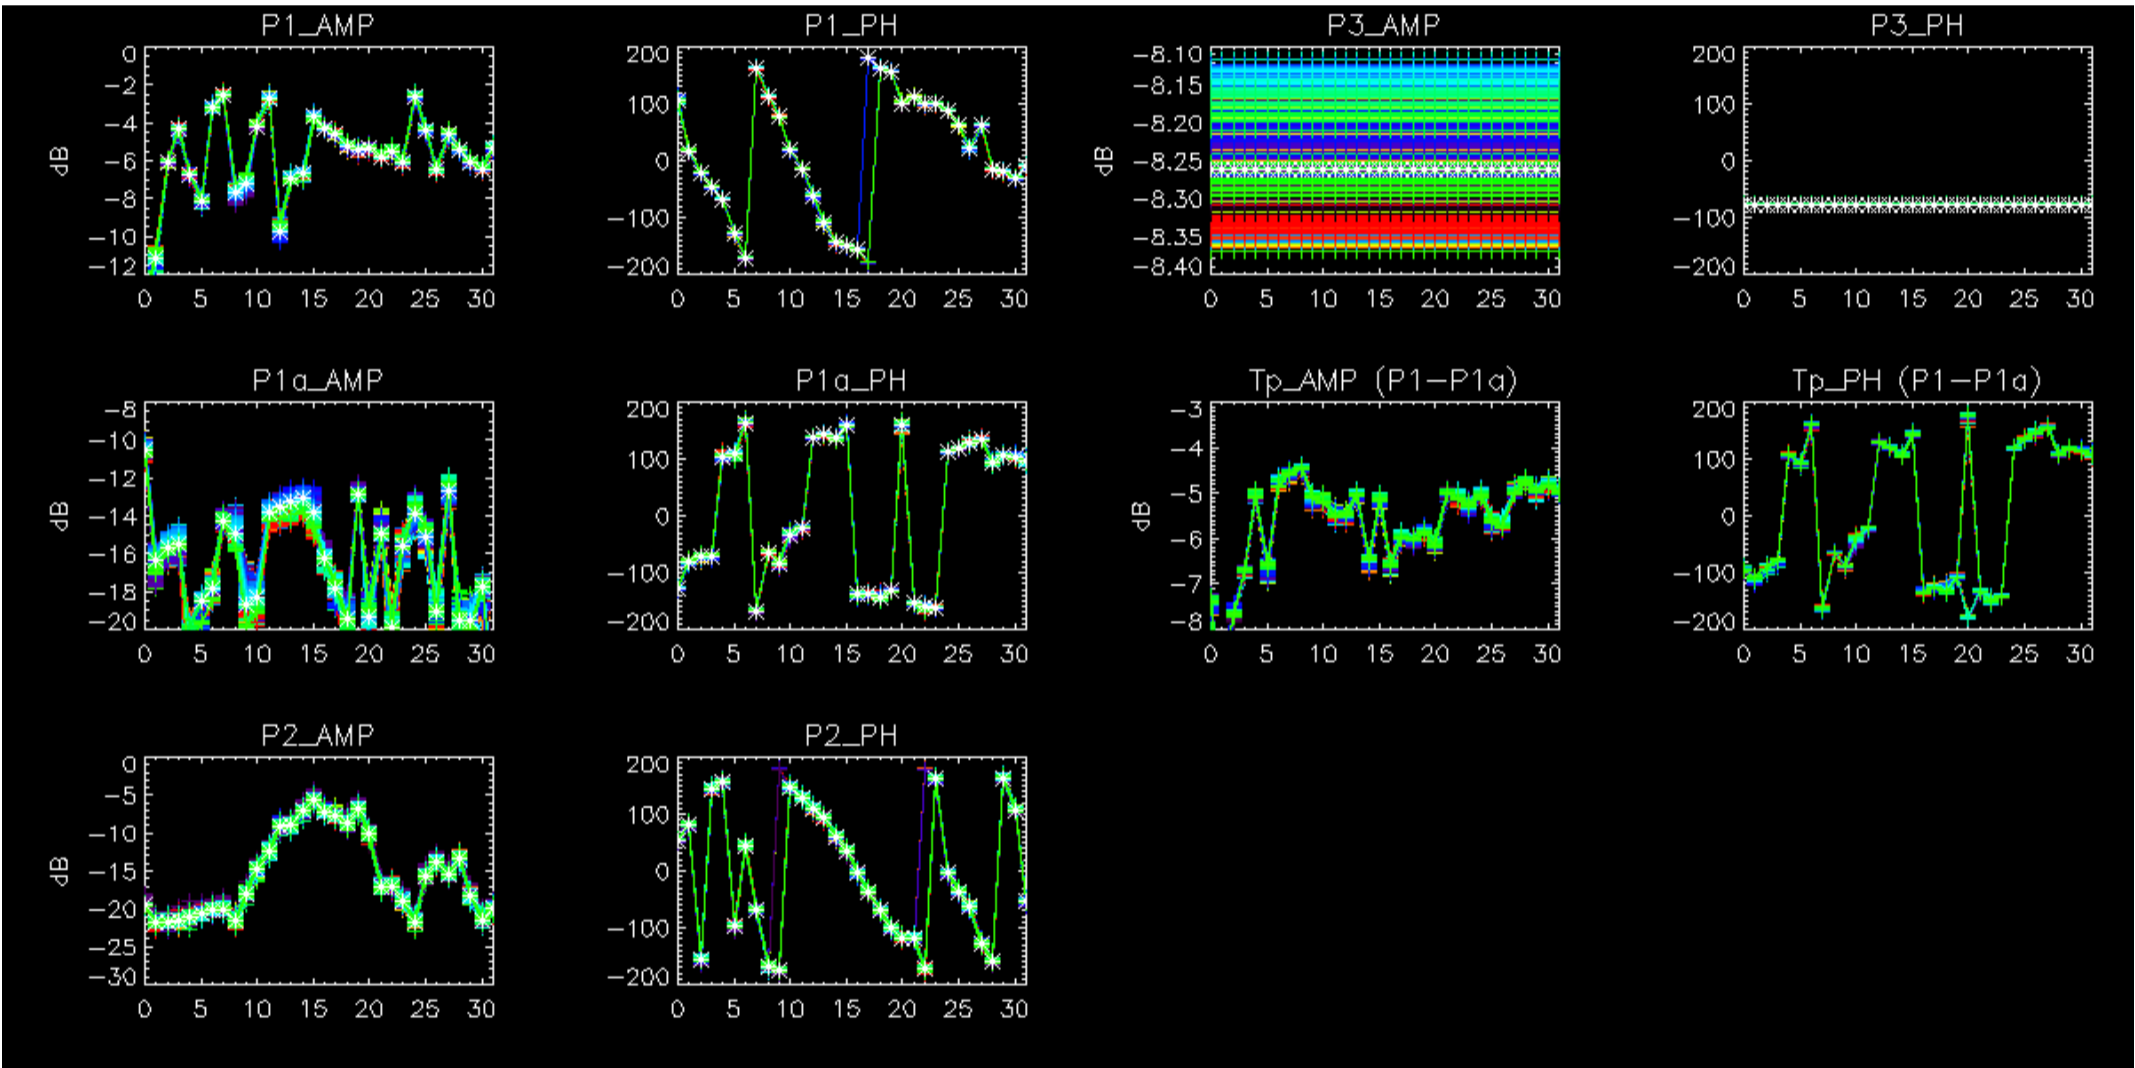 P1_AMP P1_PH P3_AMP P3_PH
0 200 -8.10 200
-2 100 -8.15 100
-4 0 -8.20 0
-6 -100 -8.25 -100
-8 -200 -8.30 -200
-10 -8.35
-12 -8.40
dB dB
0 5 10 15 20 25 30 0 5 10 15 20 25 30 0 5 10 15 20 25 30 0 5 10 15 20 25 30
P1a_AMP P1a_PH Tp_AMP (P1-P1a) Tp_PH (P1-P1a)
-8 200 -3 200
-10 100 -4 100
-12 0 -5 0
-14 -100 -6 -100
-16 -200 -7 -200
-18 -8
-20
dB dB
0 5 10 15 20 25 30 0 5 10 15 20 25 30 0 5 10 15 20 25 30 0 5 10 15 20 25 30
P2_AMP P2_PH
0 200
-5 100
-10 0
-15 -100
-20 -200
-25
-30
dB
0 5 10 15 20 25 30 0 5 10 15 20 25 30